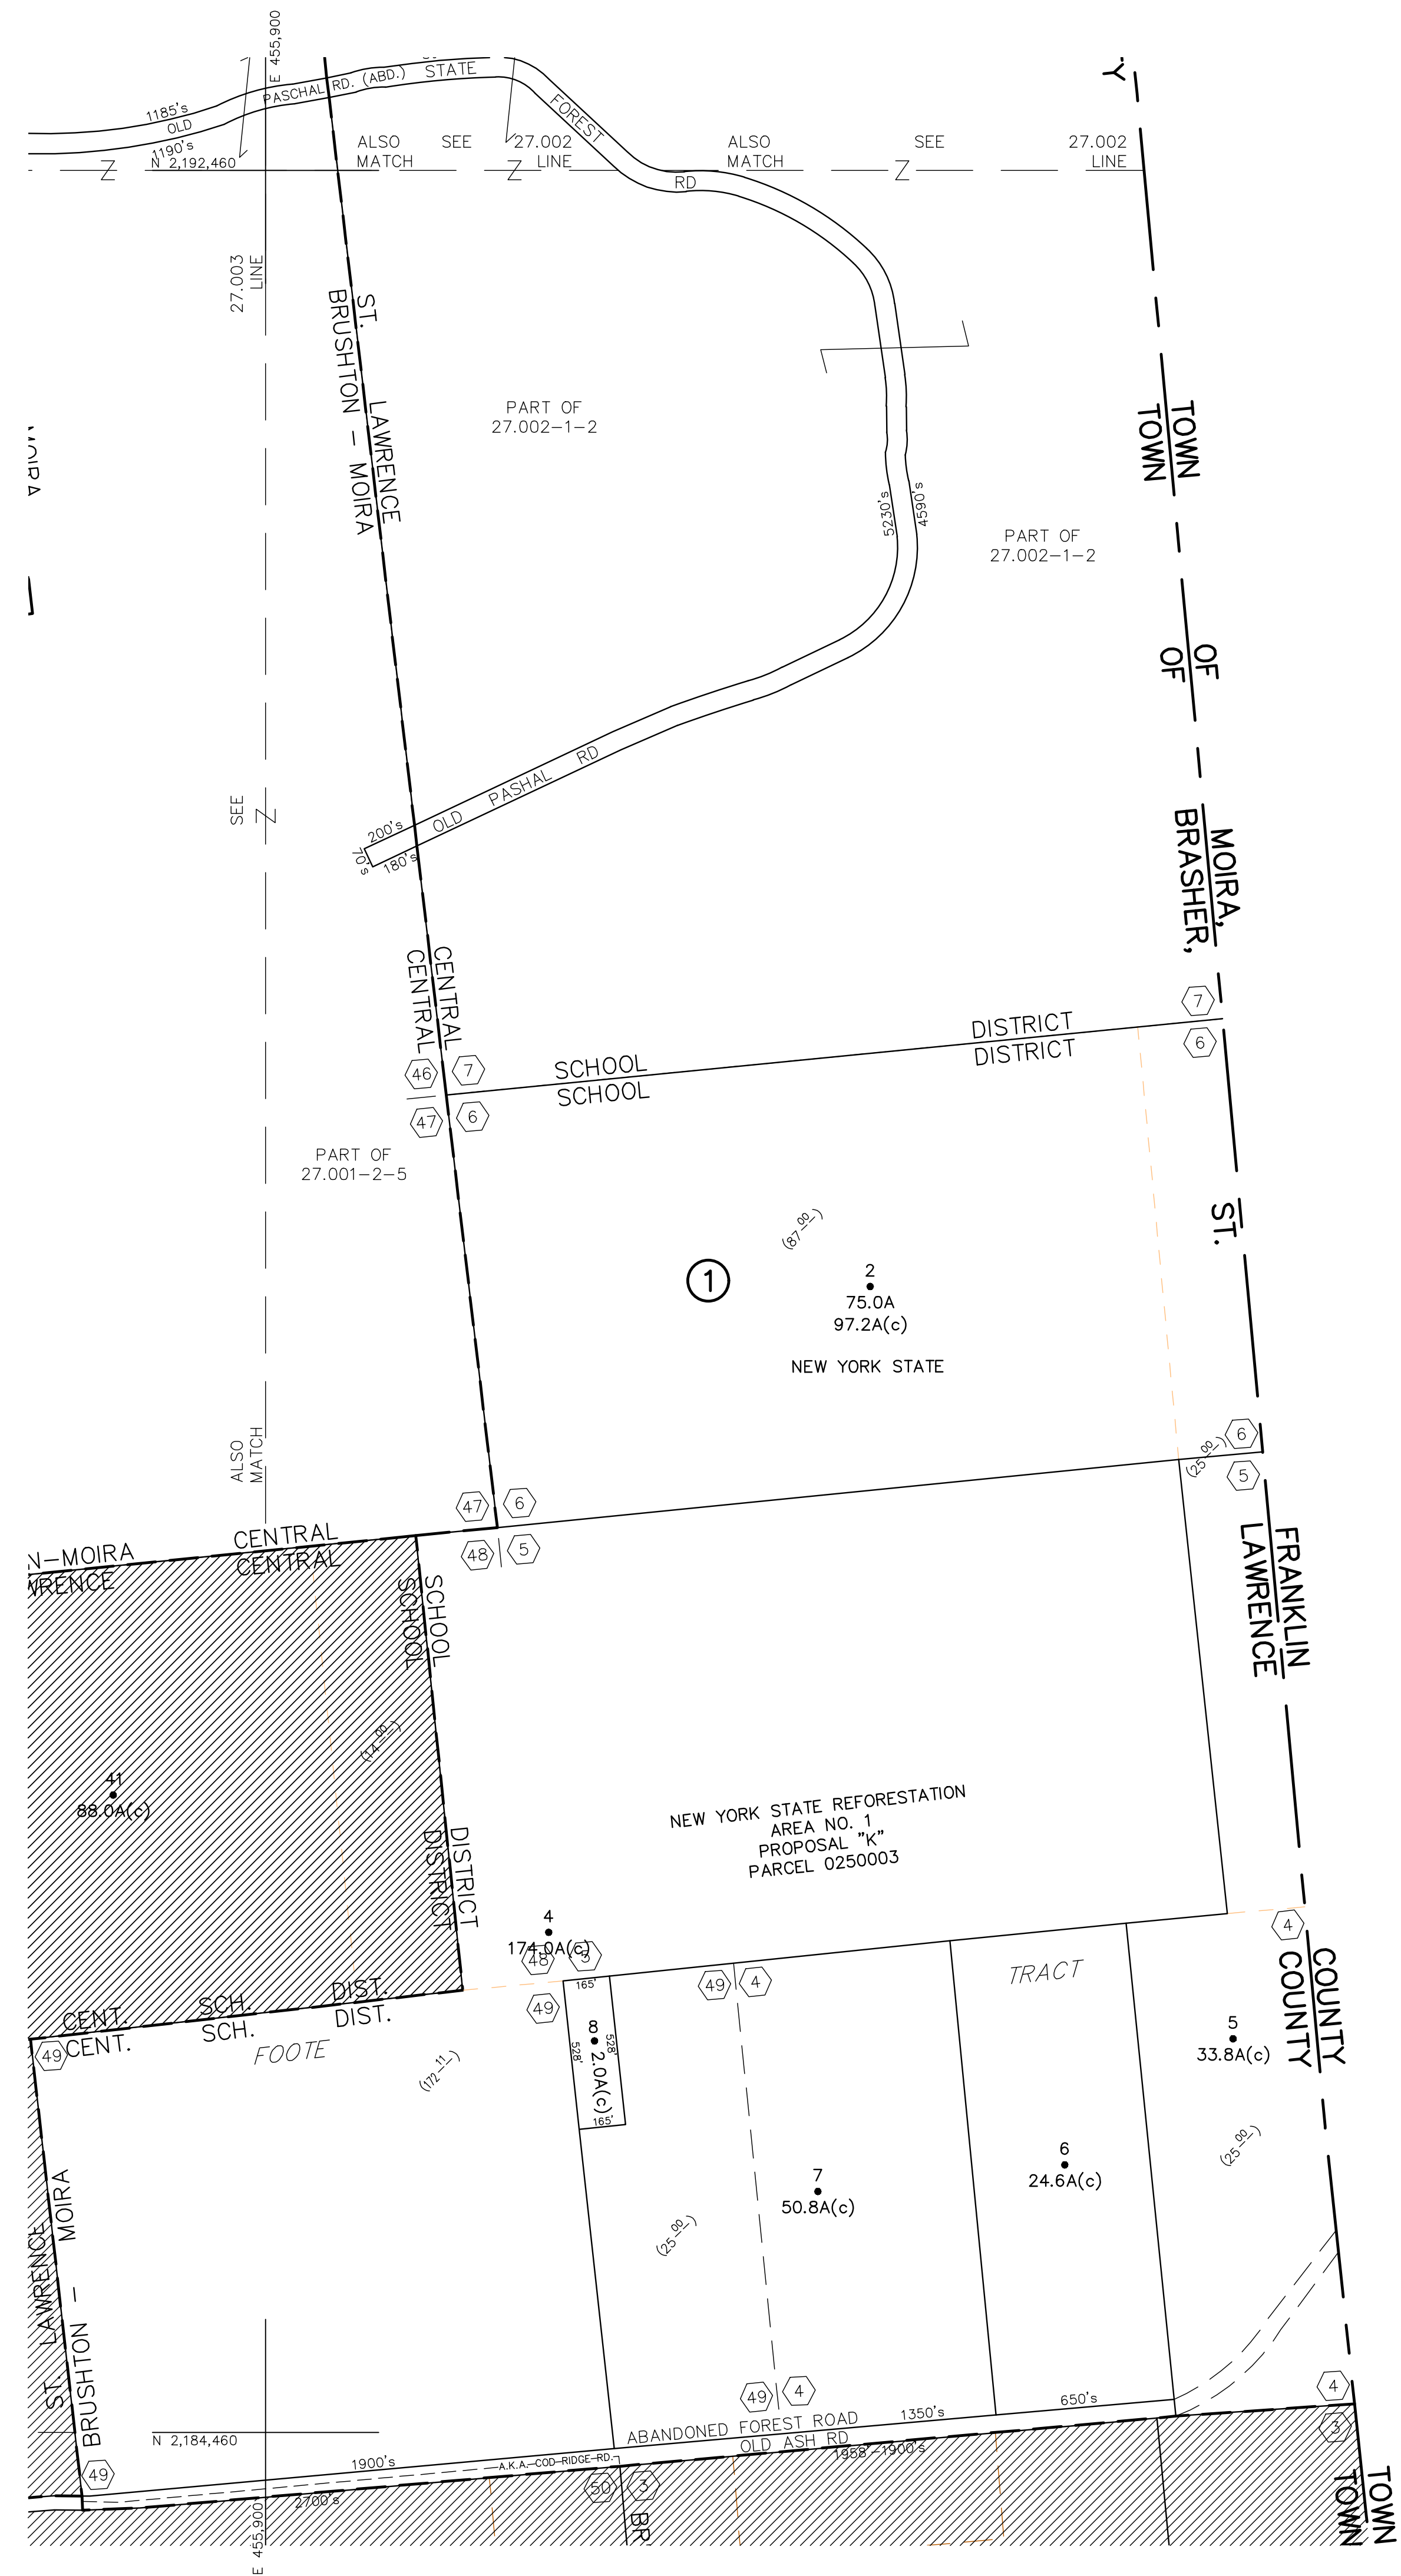 E 455,900
PASCHAL RD. (ABD.)
STATE
1185's
OLD
1190's
FOREST
RD
N 2,192,460
Z
ALSO SEE 27.002
MATCH Z LINE
ALSO SEE 27.002
MATCH Z LINE
Y
27.003
LINE
ST. LAWRENCE
BRUSHTON - MOIRA
MOIRA
PART OF
27.002-1-2
5230's
4590's
PART OF
27.002-1-2
TOWN OF MOIRA,
TOWN OF BRASHER,
SEE
Z
OLD PASHAL RD
200's
70's
180's
CENTRAL
CENTRAL
SCHOOL DISTRICT
SCHOOL DISTRICT
7
6
46
7
47
6
PART OF
27.001-2-5
(87.00)
1
2
75.0A
97.2A(c)
NEW YORK STATE
ST.
ALSO
MATCH
(25.00)
6
5
47
6
48
5
N-MOIRA CENTRAL
WRENCE CENTRAL
SCHOOL
SCHOOL
FRANKLIN
LAWRENCE
(14.00)
41
88.0A(c)
DISTRICT
DISTRICT
NEW YORK STATE REFORESTATION
AREA NO. 1
PROPOSAL "K"
PARCEL 0250003
4
174.0A(c)
48
5
49
49
4
4
COUNTY
COUNTY
TRACT
CENT. SCH. DIST.
CENT. SCH. DIST.
49
FOOTE
(172.11)
165'
8
2.0A(c)
528'
528'
165'
5
33.8A(c)
(25.00)
6
24.6A(c)
7
50.8A(c)
(25.00)
ST. LAWRENCE
BRUSHTON - MOIRA
49
4
4
3
650's
1350's
ABANDONED FOREST ROAD
OLD ASH RD
1958'-1900's
N 2,184,460
1900's
A.K.A. COD RIDGE RD.
49
2700's
50
3
BR
E 455,900
TOWN
TOWN